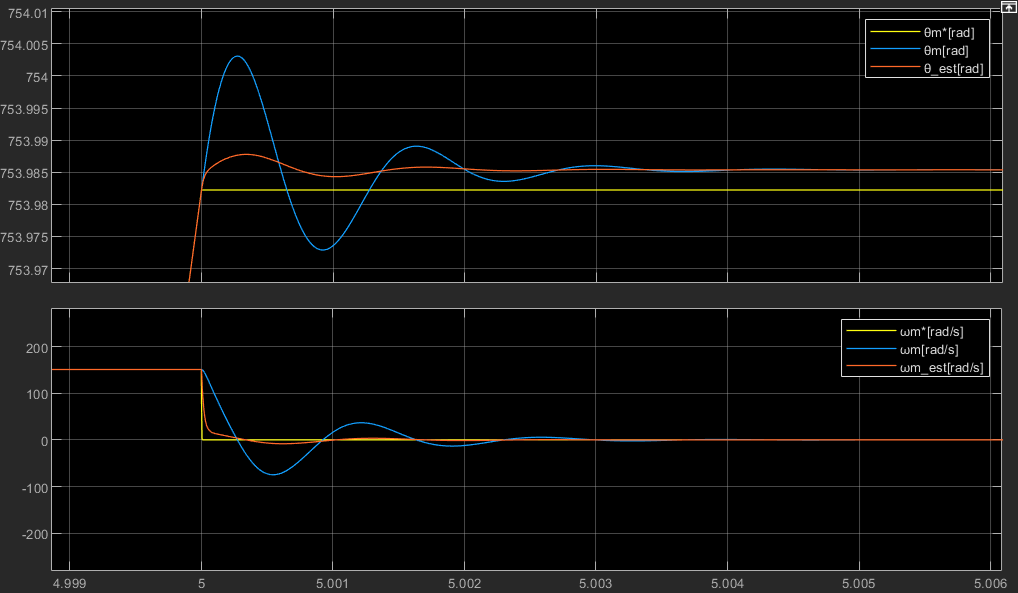 754.01
754.005
754
753.995
753.99
753.985
753.98
753.975
753.97
θm*[rad]
θm[rad]
θ_est[rad]
200
100
0
-100
-200
ωm*[rad/s]
ωm[rad/s]
ωm_est[rad/s]
4.999 5 5.001 5.002 5.003 5.004 5.005 5.006